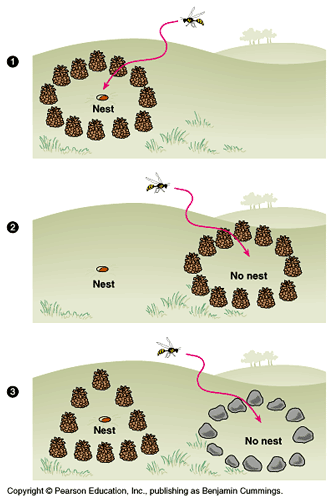 1
Nest
2
No nest
Nest
3
Nest
No nest
Copyright © Pearson Education, Inc., publishing as Benjamin Cummings.